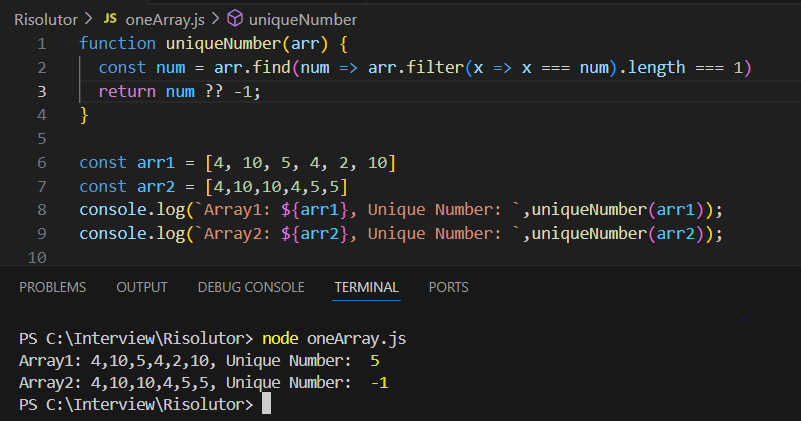 Risolutor > JS oneArray.js > uniqueNumber
1 function uniqueNumber(arr) {
2   const num = arr.find(num => arr.filter(x => x === num).length === 1)
3   return num ?? -1;
4 }
5
6 const arr1 = [4, 10, 5, 4, 2, 10]
7 const arr2 = [4,10,10,4,5,5]
8 console.log(`Array1: ${arr1}, Unique Number: `,uniqueNumber(arr1));
9 console.log(`Array2: ${arr2}, Unique Number: `,uniqueNumber(arr2));
10
PROBLEMS OUTPUT DEBUG CONSOLE TERMINAL PORTS
PS C:\Interview\Risolutor> node oneArray.js
Array1: 4,10,5,4,2,10, Unique Number:  5
Array2: 4,10,10,4,5,5, Unique Number:  -1
PS C:\Interview\Risolutor>